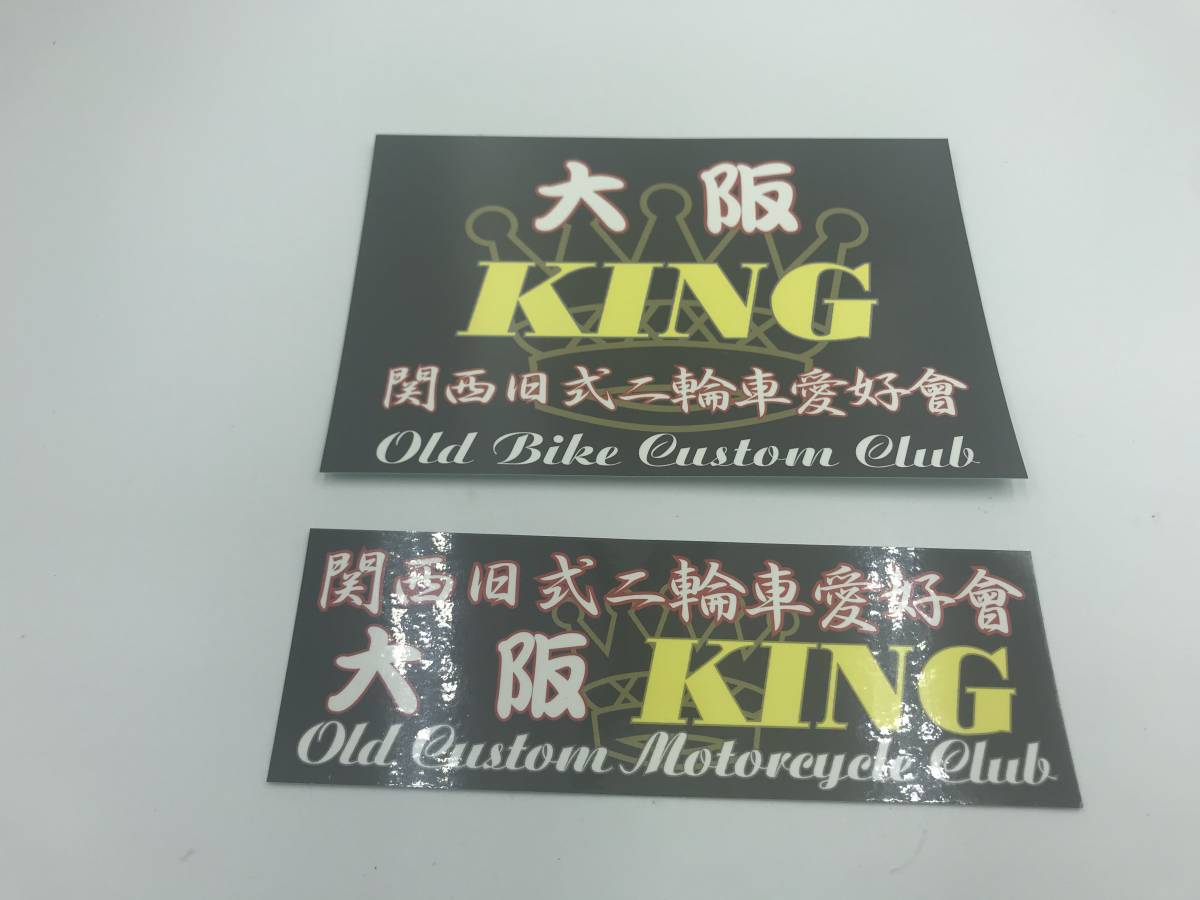 大阪
KING
関西旧式二輪車愛好會
Old Bike Custom Club
関西旧式二輪車愛好會
大阪 KING
Old Custom Motorcycle Club